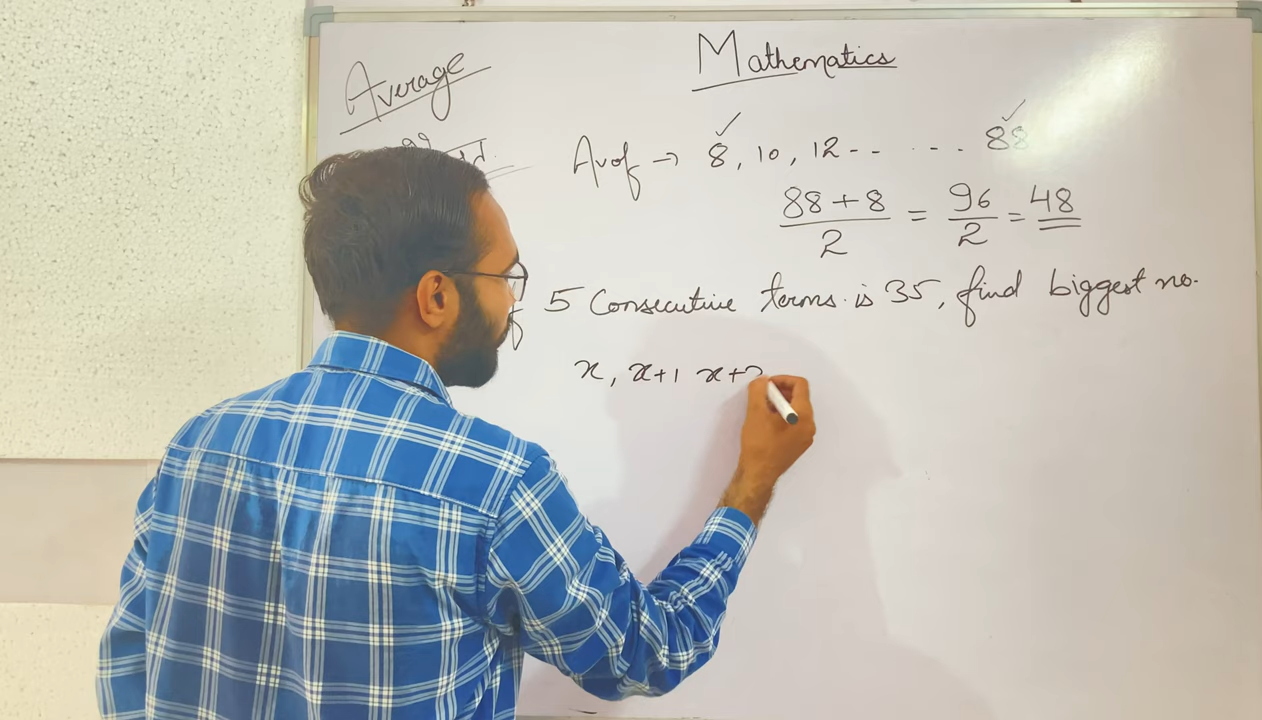 Average
Mathematics
Av of → 8, 10, 12 - - - - - - 88
88 + 8 / 2 = 96 / 2 = 48
5 Consecutive terms. is 35, find biggest no.
x, x+1 x+2